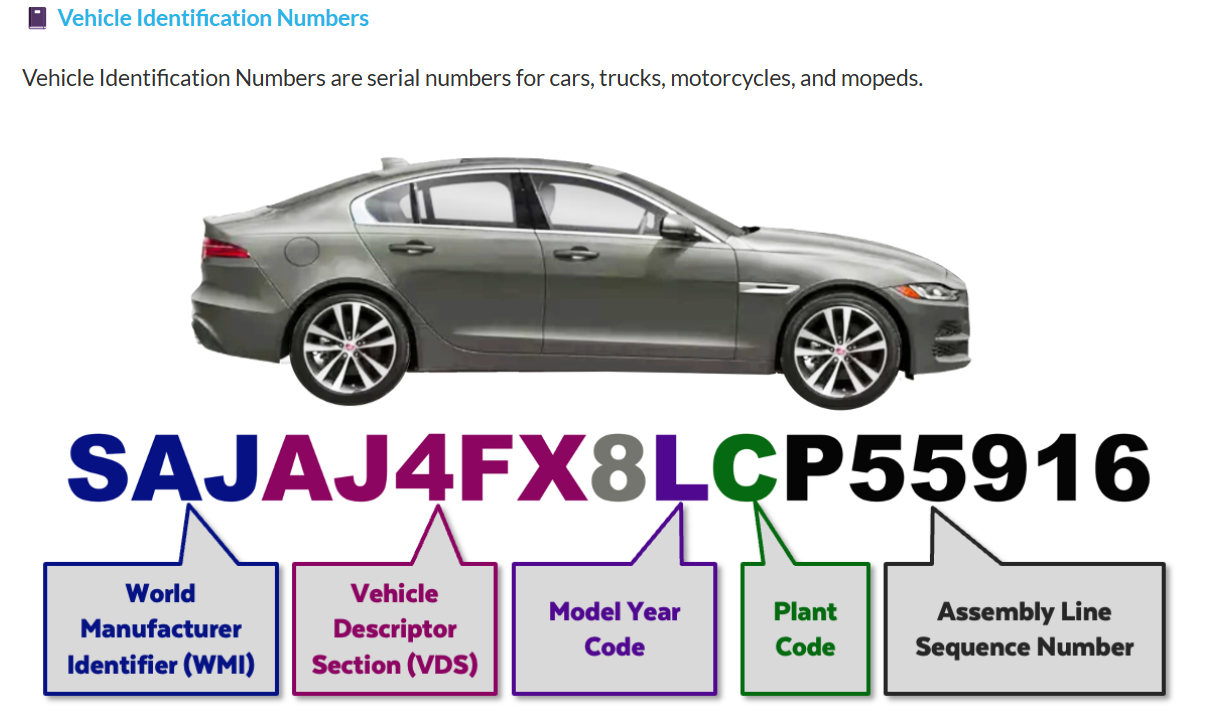 Vehicle Identification Numbers
Vehicle Identification Numbers are serial numbers for cars, trucks, motorcycles, and mopeds.
SAJAJ4FX8LCP55916
World
Manufacturer
Identifier (WMI)
Vehicle
Descriptor
Section (VDS)
Model Year
Code
Plant
Code
Assembly Line
Sequence Number